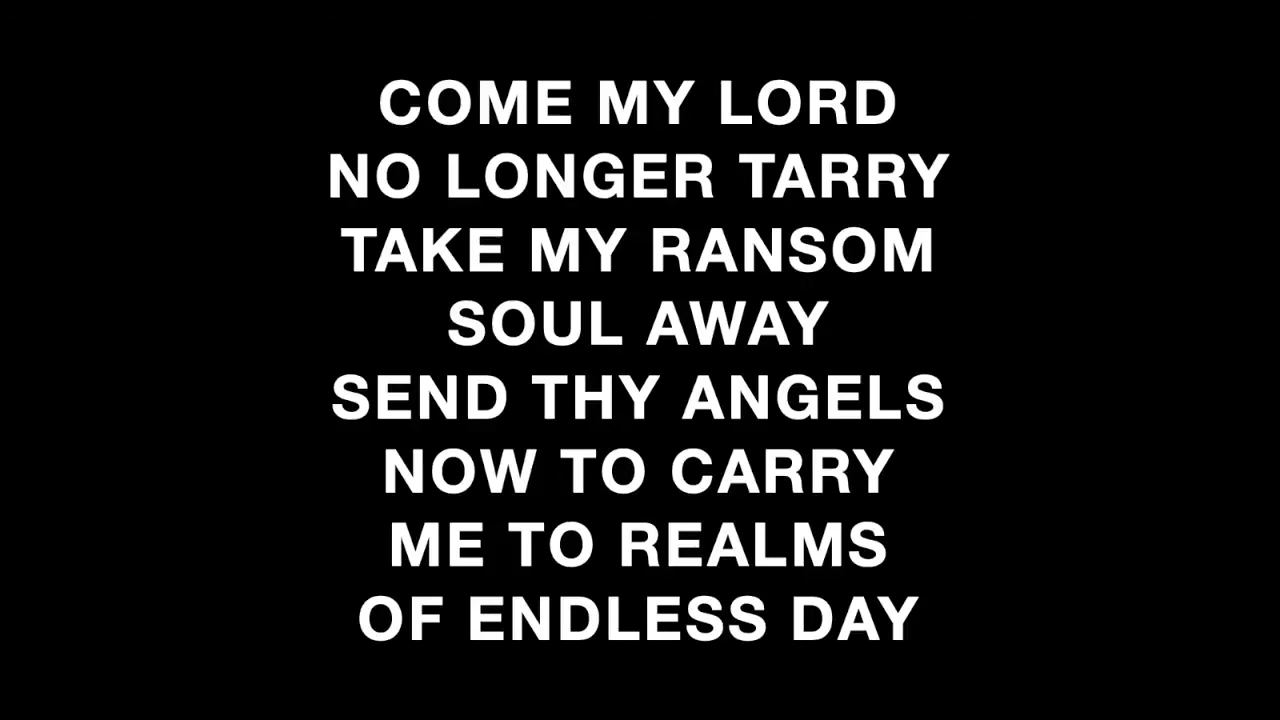 COME MY LORD
NO LONGER TARRY
TAKE MY RANSOM
SOUL AWAY
SEND THY ANGELS
NOW TO CARRY
ME TO REALMS
OF ENDLESS DAY